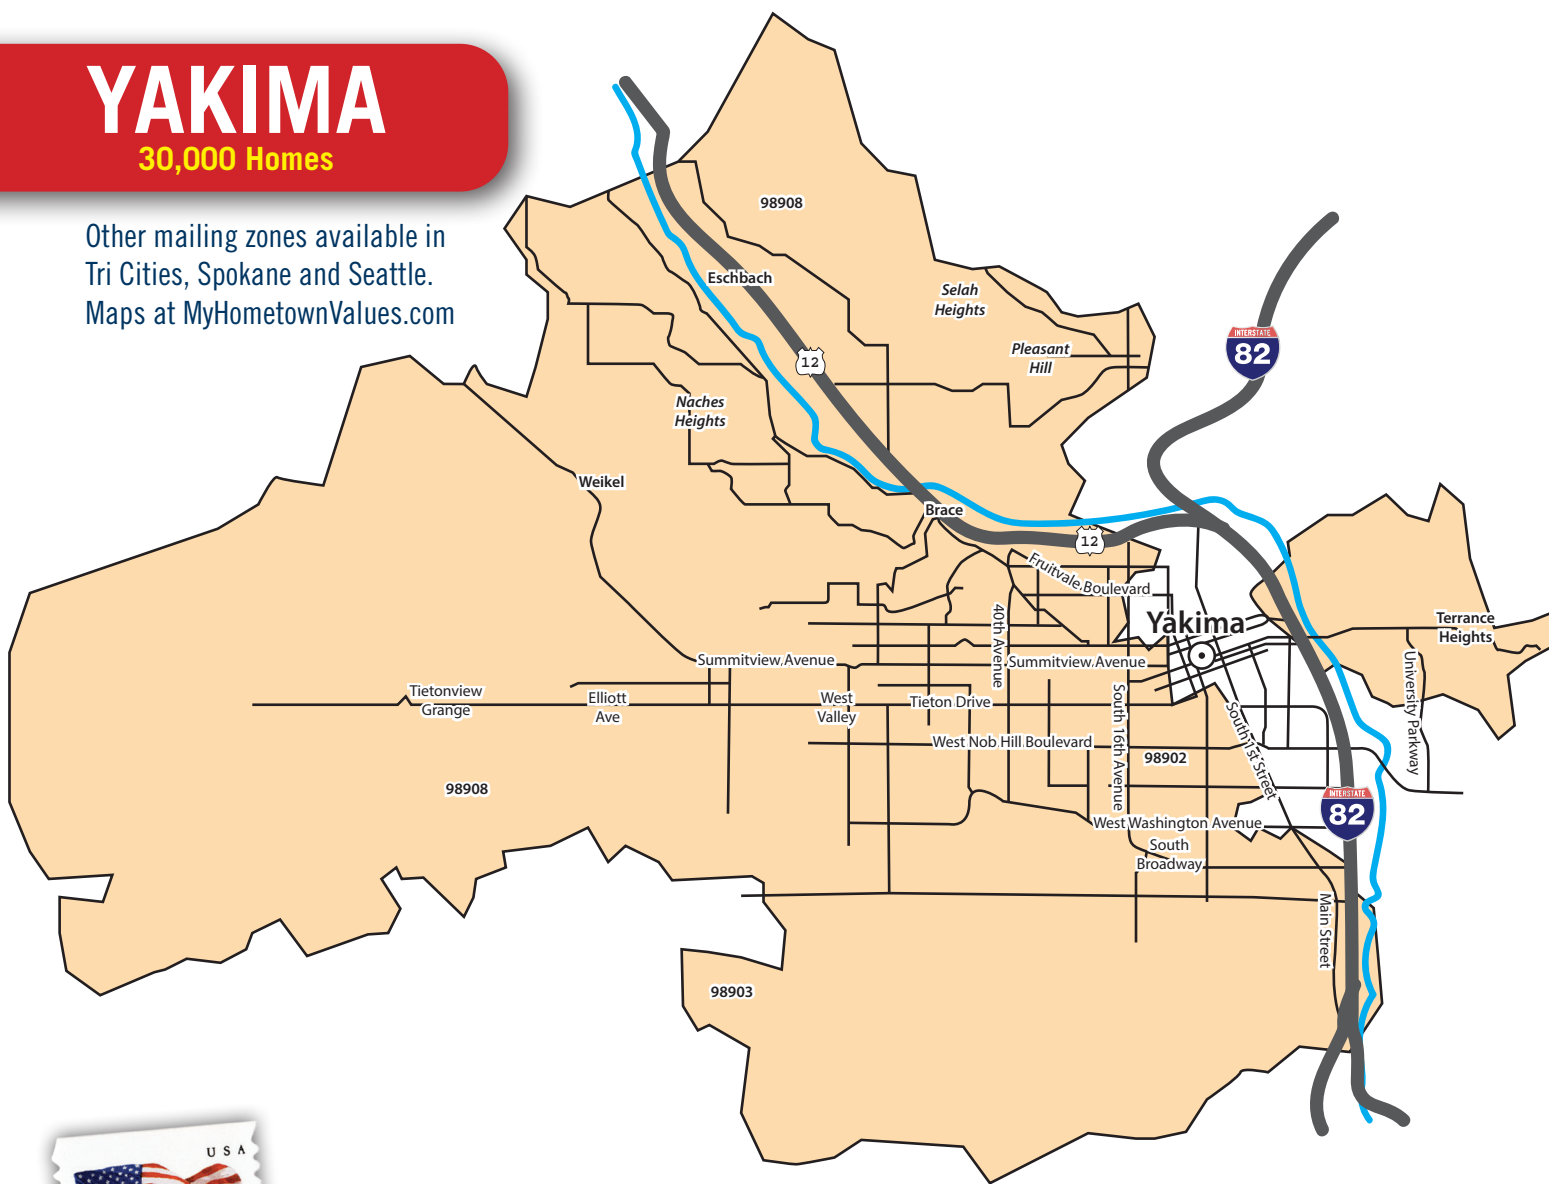 YAKIMA
30,000 Homes
Other mailing zones available in
Tri Cities, Spokane and Seattle.
Maps at MyHometownValues.com
98908
Eschbach
Selah
Heights
INTERSTATE
82
Pleasant
Hill
12
Naches
Heights
Weikel
Brace
12
Fruitvale Boulevard
Yakima
Terrance
Heights
40th Avenue
Summitview Avenue
Summitview Avenue
University Parkway
Tietonview
Grange
Elliott
Ave
West
Valley
Tieton Drive
South 16th Avenue
South 1st Street
West Nob Hill Boulevard
98902
98908
INTERSTATE
82
West Washington Avenue
South
Broadway
Main Street
98903
USA